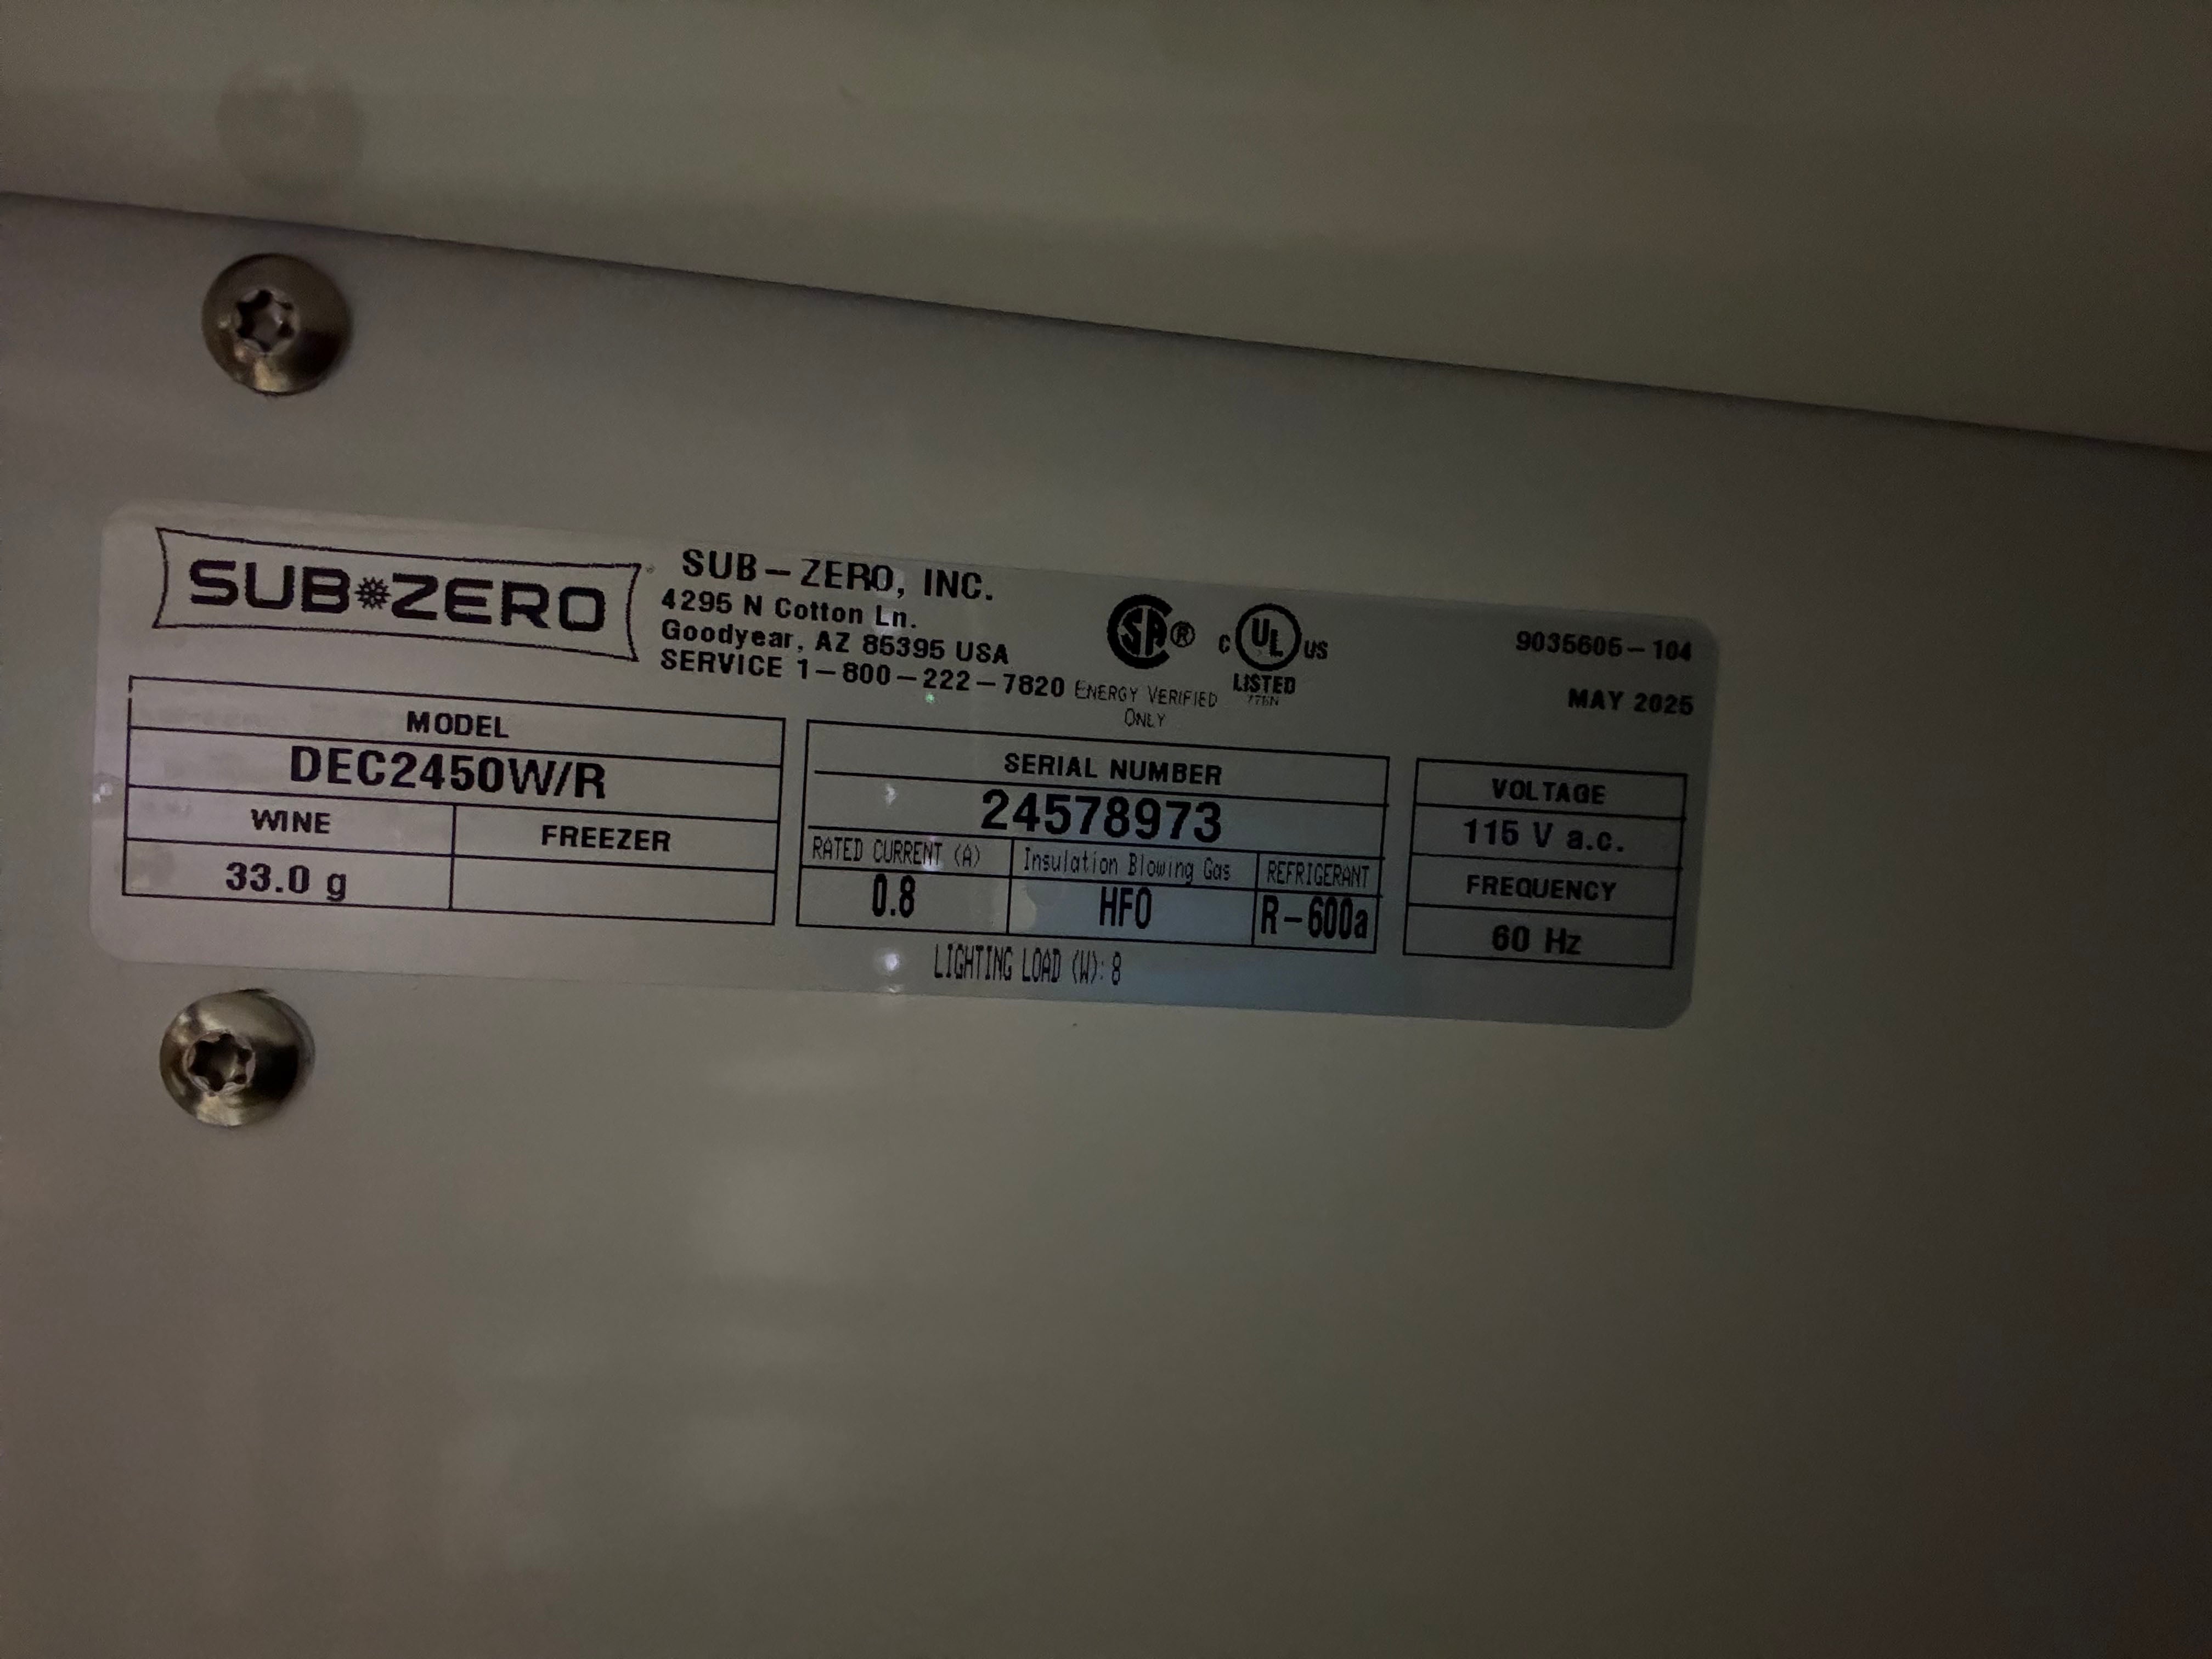 SUB ZERO
SUB-ZERO, INC.
4295 N Cotton Ln.
Goodyear, AZ 85395 USA
SERVICE 1-800-222-7820
SA®
ENERGY VERIFIED
ONLY
C UL US
LISTED
9035605-104
MAY 2025
MODEL
DEC2450W/R
WINE
FREEZER
33.0 g
SERIAL NUMBER
24578973
RATED CURRENT (A)
Insulation Blowing Gas
REFRIGERANT
0.8
HFO
R-600a
LIGHTING LOAD (W): 8
VOLTAGE
115 V a.c.
FREQUENCY
60 Hz